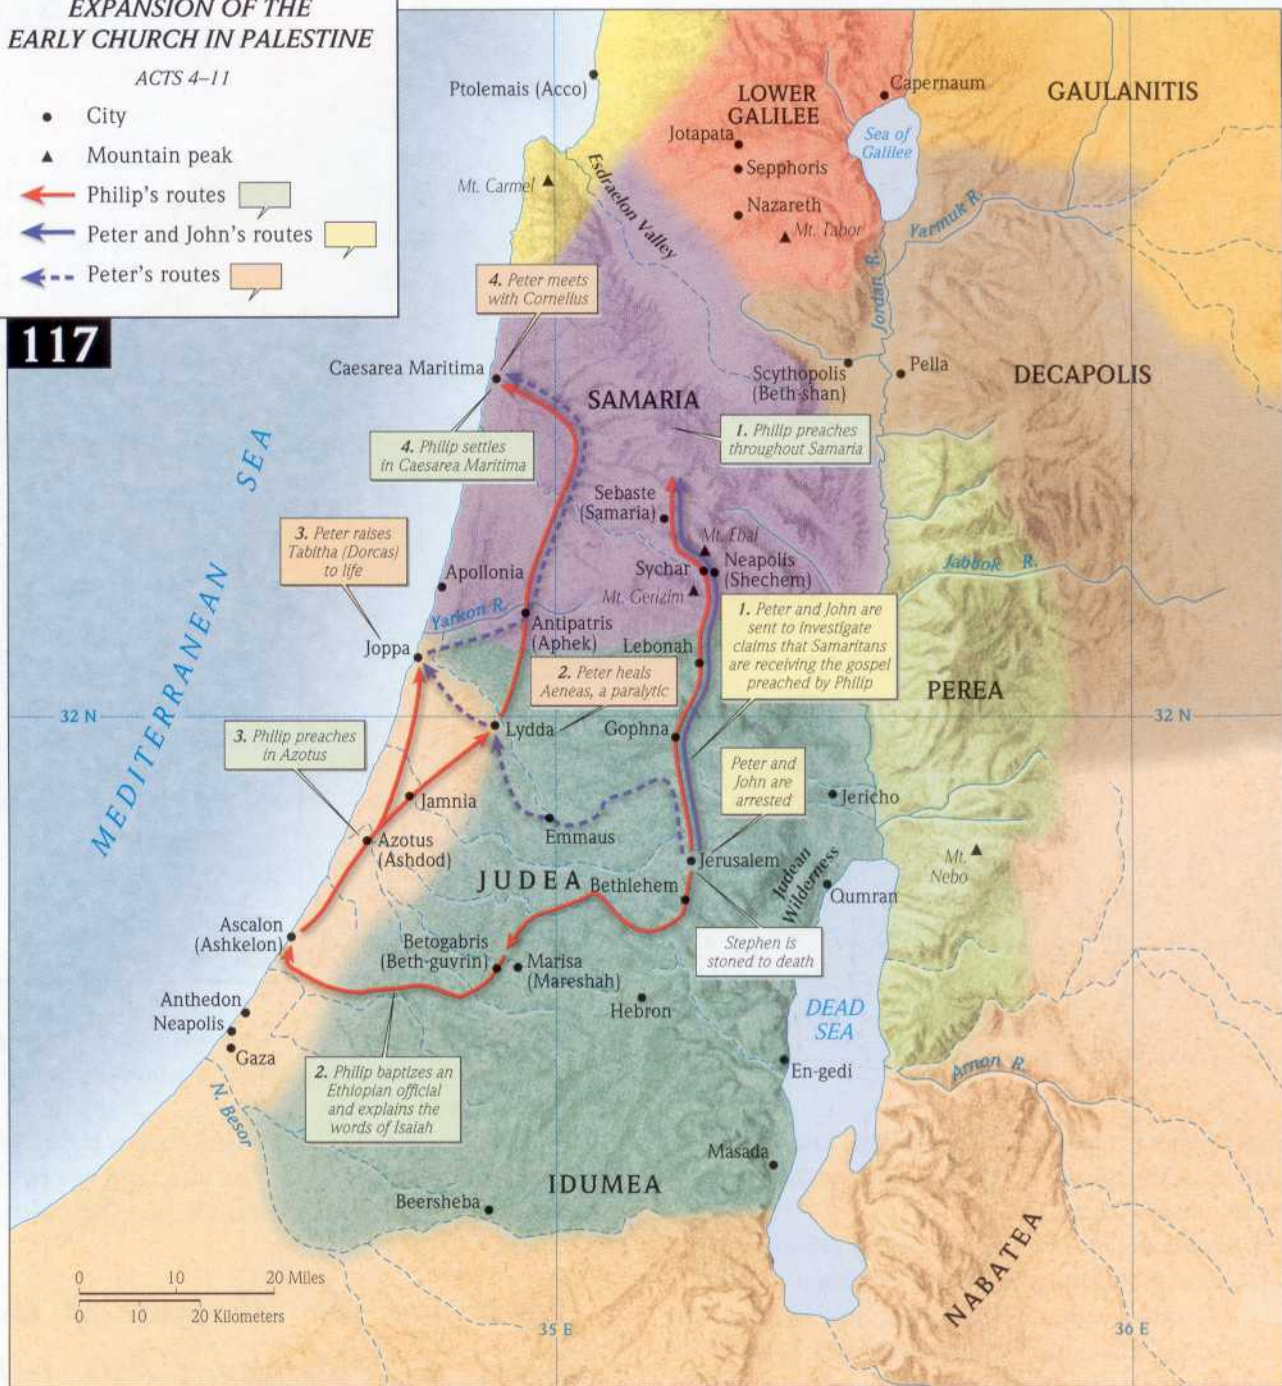 EXPANSION OF THE
EARLY CHURCH IN PALESTINE
ACTS 4–11
City
Mountain peak
Philip's routes
Peter and John's routes
Peter's routes
117
Ptolemais (Acco)
LOWER
GALILEE
Capernaum
GAULANITIS
Jotapata
Sea of
Galilee
Sepphoris
Mt. Carmel
Esdraelon Valley
Nazareth
Mt. Tabor
Yarmuk R.
Jordan R.
4. Peter meets
with Cornelius
Caesarea Maritima
Scythopolis
(Beth-shan)
Pella
DECAPOLIS
SAMARIA
4. Philip settles
in Caesarea Maritima
1. Philip preaches
throughout Samaria
MEDITERRANEAN SEA
Sebaste
(Samaria)
3. Peter raises
Tabitha (Dorcas)
to life
Mt. Ebal
Apollonia
Sychar
Neapolis
(Shechem)
Jabbok R.
Mt. Gerizim
Yarkon R.
Antipatris
(Aphek)
1. Peter and John are
sent to investigate
claims that Samaritans
are receiving the gospel
preached by Philip
Joppa
Lebonah
2. Peter heals
Aeneas, a paralytic
PEREA
32 N
32 N
Lydda
Gophna
3. Philip preaches
in Azotus
Peter and
John are
arrested
Jamnia
Jericho
Emmaus
Azotus
(Ashdod)
Jerusalem
Mt.
Nebo
JUDEA
Bethlehem
Judean
Wilderness
Qumran
Ascalon
(Ashkelon)
Betogabris
(Beth-guvrin)
Marisa
(Mareshah)
Stephen is
stoned to death
Anthedon
Hebron
DEAD
SEA
Neapolis
Gaza
En-gedi
Arnon R.
2. Philip baptizes an
Ethiopian official
and explains the
words of Isaiah
N. Besor
Masada
IDUMEA
Beersheba
NABATEA
0 10 20 Miles
0 10 20 Kilometers
35 E
36 E